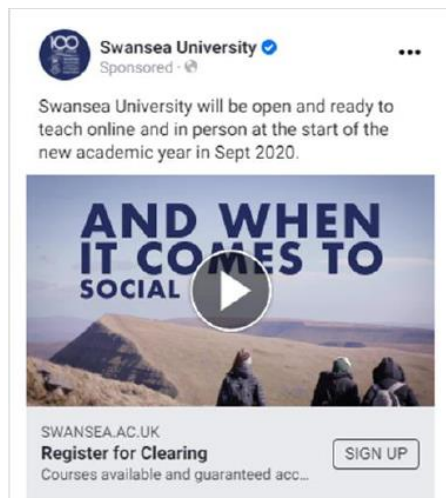 100
Swansea University
Sponsored ·
Swansea University will be open and ready to
teach online and in person at the start of the
new academic year in Sept 2020.
AND WHEN
IT COMES TO
SOCIAL
SWANSEA.AC.UK
Register for Clearing
SIGN UP
Courses available and guaranteed acc...